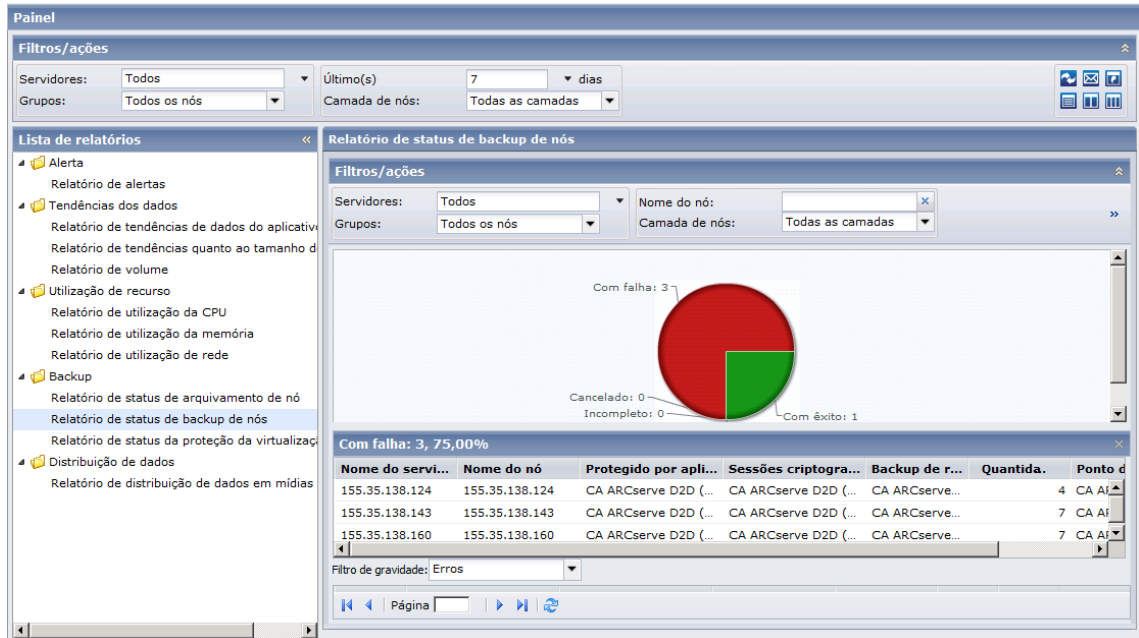 Painel
Filtros/ações
Servidores: Todos
Último(s) 7 dias
Grupos: Todos os nós
Camada de nós: Todas as camadas
Lista de relatórios
Alerta
Relatório de alertas
Tendências dos dados
Relatório de tendências de dados do aplicativo
Relatório de tendências quanto ao tamanho d
Relatório de volume
Utilização de recurso
Relatório de utilização da CPU
Relatório de utilização da memória
Relatório de utilização de rede
Backup
Relatório de status de arquivamento de nó
Relatório de status de backup de nós
Relatório de status da proteção da virtualizaç
Distribuição de dados
Relatório de distribuição de dados em mídias
Relatório de status de backup de nós
Filtros/ações
Servidores: Todos
Nome do nó:
Grupos: Todos os nós
Camada de nós: Todas as camadas
Com falha: 3
Cancelado: 0
Incompleto: 0
Com êxito: 1
Com falha: 3, 75,00%
Nome do servi... Nome do nó Protegido por apli... Sessões criptogra... Backup de r... Quantida. Ponto d
155.35.138.124 155.35.138.124 CA ARCserve D2D (... CA ARCserve D2D (... CA ARCserve... 4 CA AR
155.35.138.143 155.35.138.143 CA ARCserve D2D (... CA ARCserve D2D (... CA ARCserve... 7 CA AR
155.35.138.160 155.35.138.160 CA ARCserve D2D (... CA ARCserve D2D (... CA ARCserve... 7 CA AR
Filtro de gravidade: Erros
Página